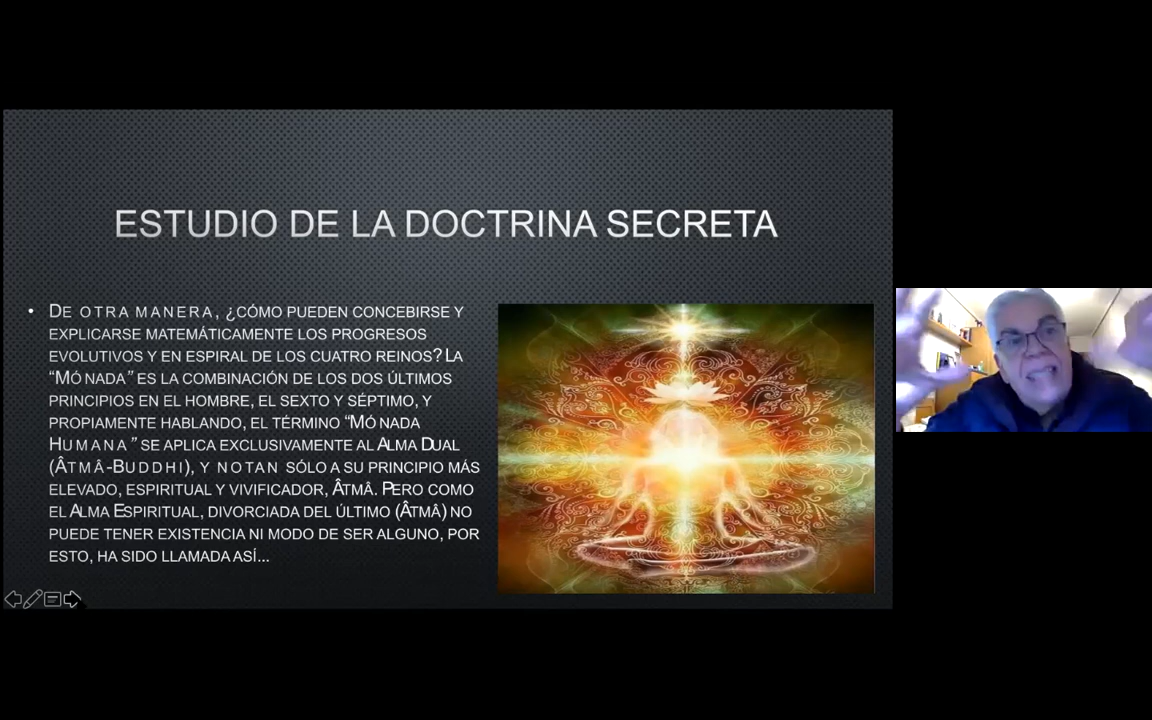 ESTUDIO DE LA DOCTRINA SECRETA
• DE OTRA MANERA, ¿CÓMO PUEDEN CONCEBIRSE Y
EXPLICARSE MATEMÁTICAMENTE LOS PROGRESOS
EVOLUTIVOS Y EN ESPIRAL DE LOS CUATRO REINOS? LA
“MÓNADA” ES LA COMBINACIÓN DE LOS DOS ÚLTIMOS
PRINCIPIOS EN EL HOMBRE, EL SEXTO Y SÉPTIMO, Y
PROPIAMENTE HABLANDO, EL TÉRMINO “MÓNADA
HUMANA” SE APLICA EXCLUSIVAMENTE AL ALMA DUAL
(ÂTMÂ-BUDDHI), Y NO TAN SÓLO A SU PRINCIPIO MÁS
ELEVADO, ESPIRITUAL Y VIVIFICADOR, ÂTMÂ. PERO COMO
EL ALMA ESPIRITUAL, DIVORCIADA DEL ÚLTIMO (ÂTMÂ) NO
PUEDE TENER EXISTENCIA NI MODO DE SER ALGUNO, POR
ESTO, HA SIDO LLAMADA ASÍ...